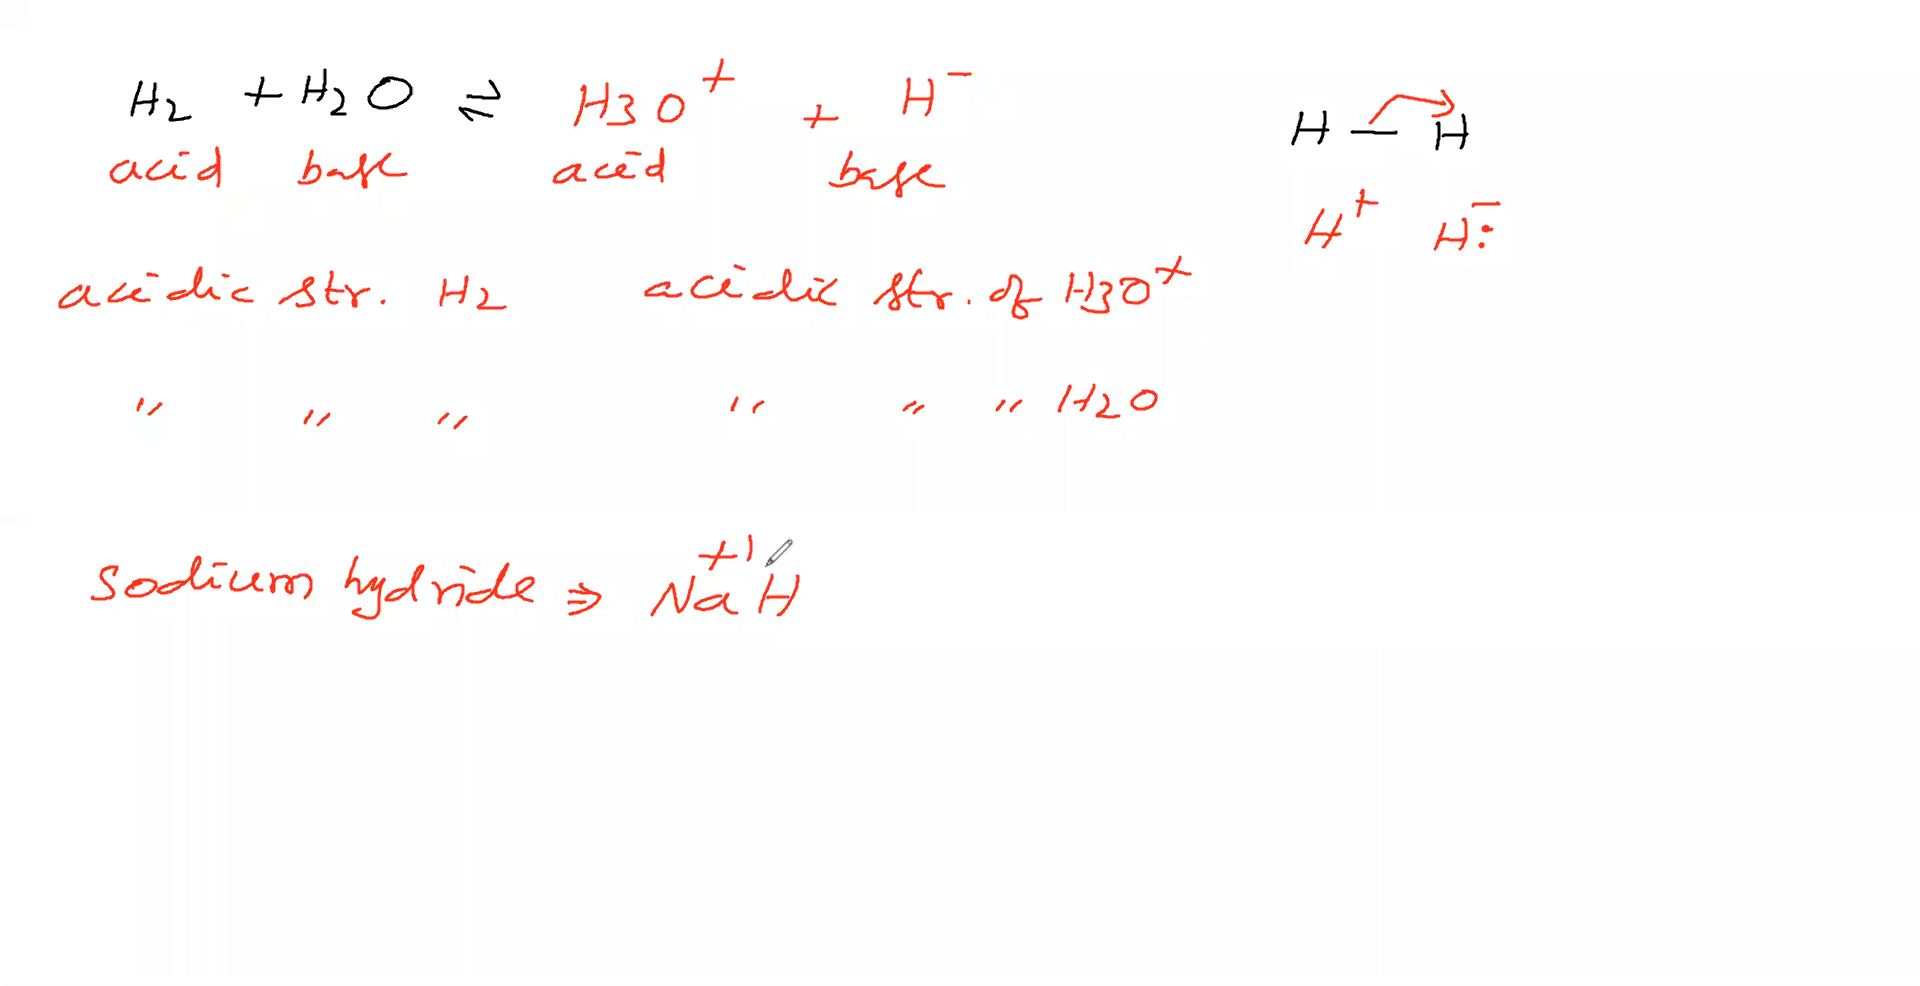 H2 + H2O ⇌ H3O+ + H-
acid base acid base
H — H
H+ H:-
acidic str. H2 acidic str. of H3O+
" " " " " " H2O
Sodium hydride ⇒ Na+1 H